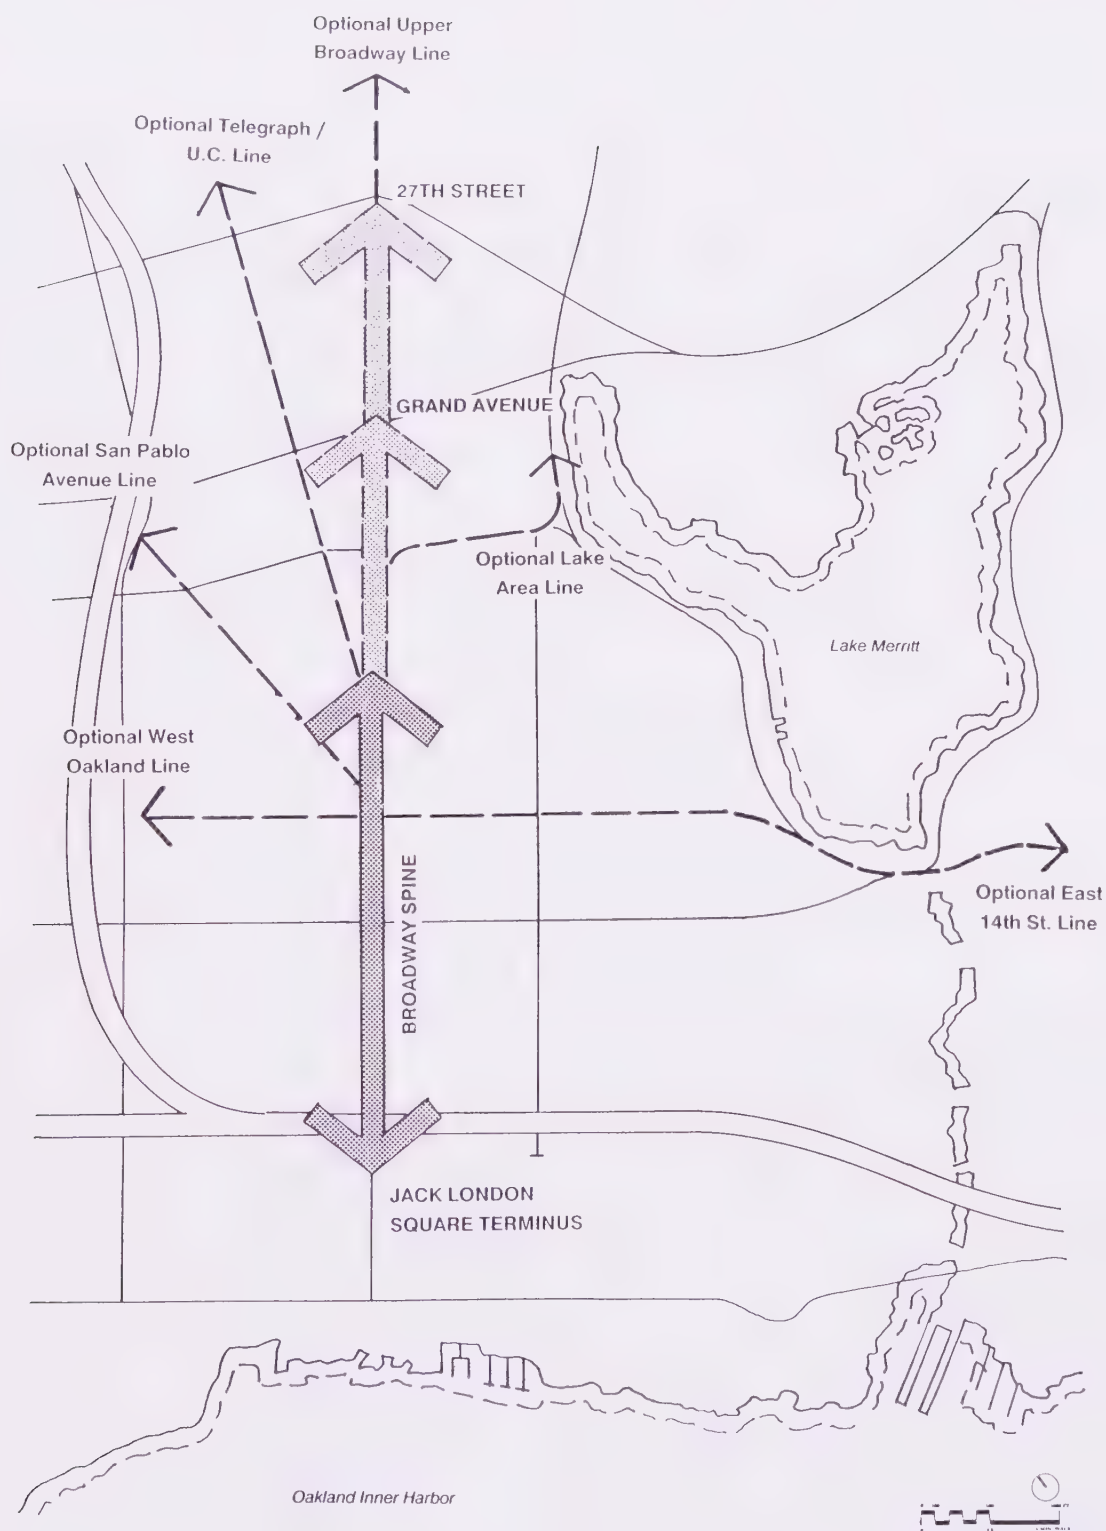 Optional Upper
Broadway Line
Optional Telegraph /
U.C. Line
27TH STREET
GRAND AVENUE
Optional San Pablo
Avenue Line
Optional Lake
Area Line
Lake Merritt
Optional West
Oakland Line
BROADWAY SPINE
Optional East
14th St. Line
JACK LONDON
SQUARE TERMINUS
Oakland Inner Harbor